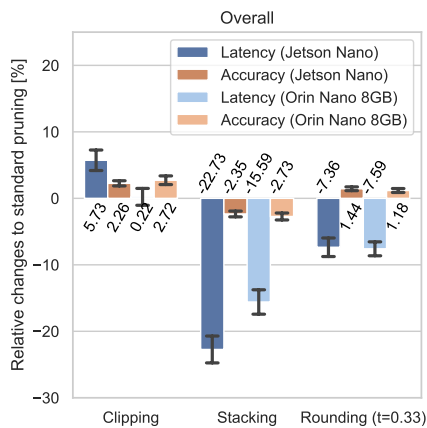 Overall
Relative changes to standard pruning [%]
20
10
0
−10
−20
−30
Latency (Jetson Nano)
Accuracy (Jetson Nano)
Latency (Orin Nano 8GB)
Accuracy (Orin Nano 8GB)
5.73
2.26
0.22
2.72
-22.73
-2.35
-15.59
-2.73
-7.36
1.44
-7.59
1.18
Clipping
Stacking
Rounding (t=0.33)